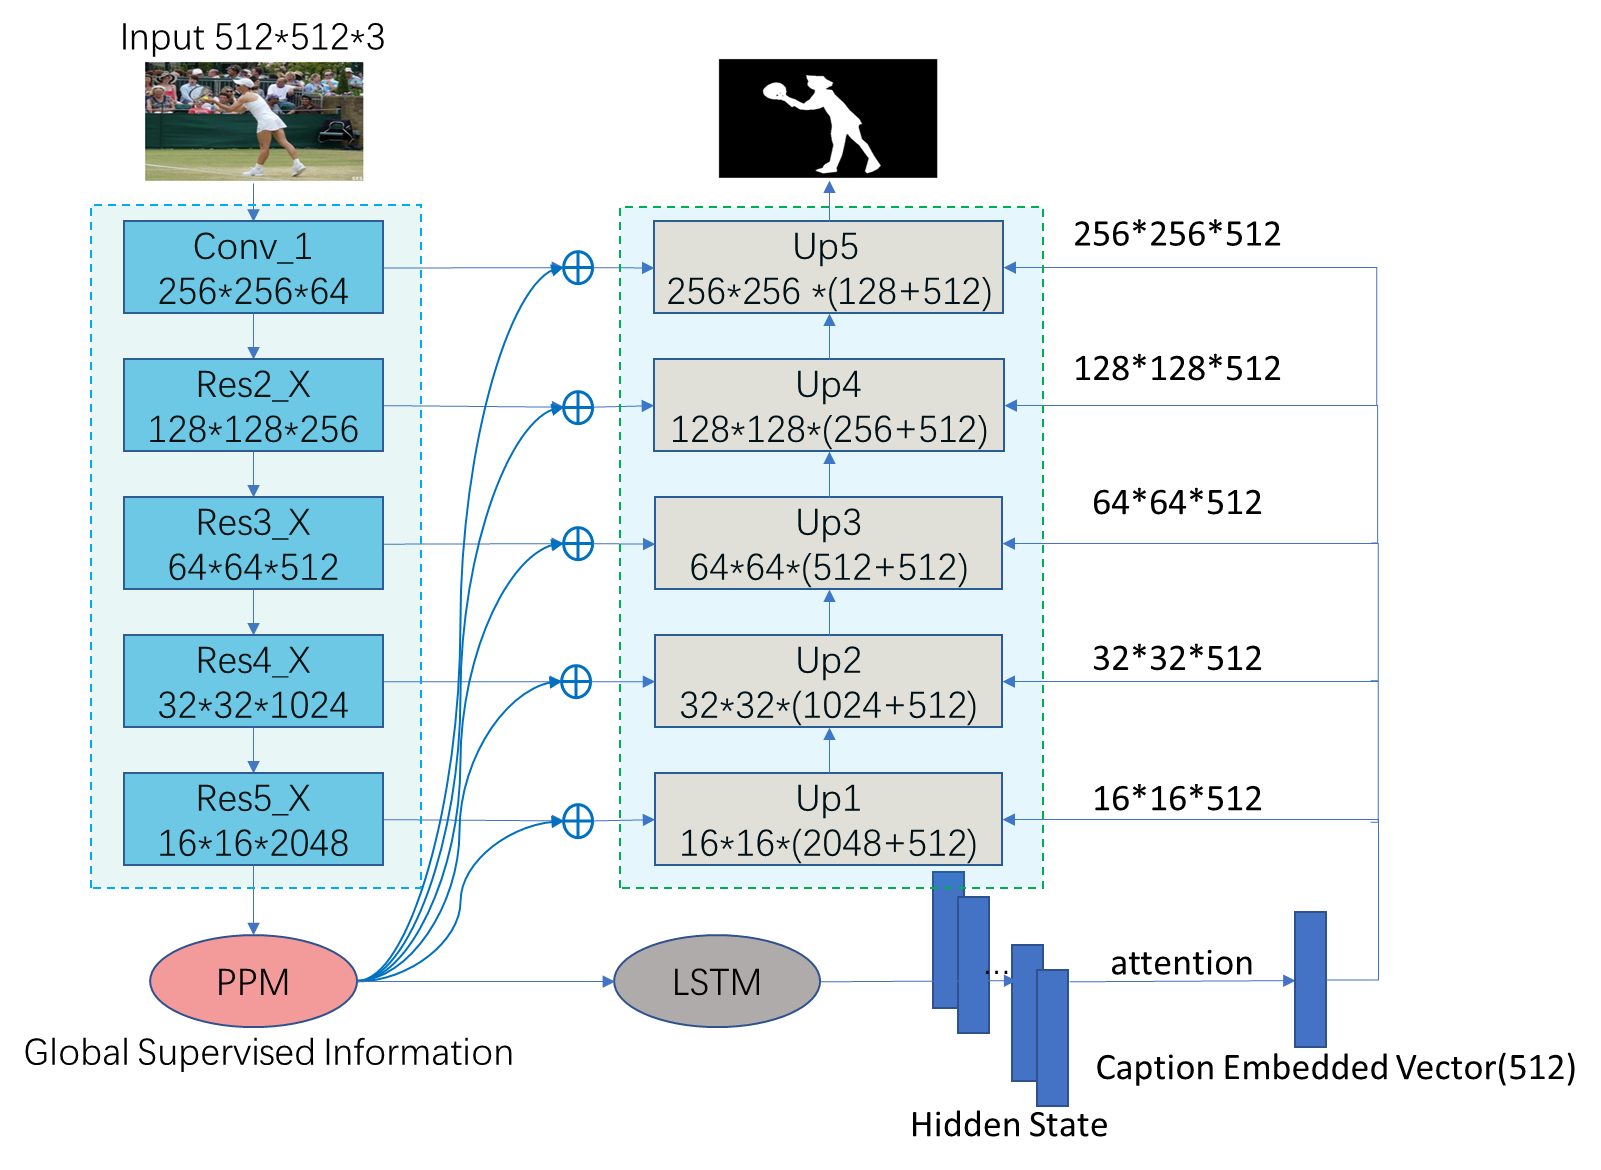 Input 512*512*3
Conv_1
256*256*64
Res2_X
128*128*256
Res3_X
64*64*512
Res4_X
32*32*1024
Res5_X
16*16*2048
PPM
Global Supervised Information
Up5
256*256 *(128+512)
Up4
128*128*(256+512)
Up3
64*64*(512+512)
Up2
32*32*(1024+512)
Up1
16*16*(2048+512)
256*256*512
128*128*512
64*64*512
32*32*512
16*16*512
LSTM
...
Hidden State
attention
Caption Embedded Vector(512)